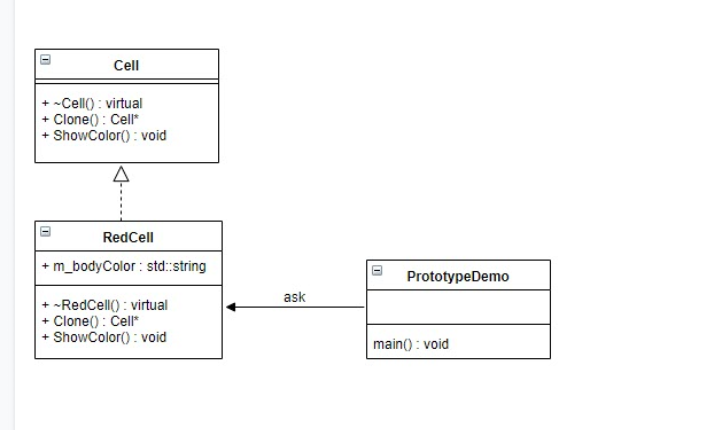 Cell
+ ~Cell() : virtual
+ Clone() : Cell*
+ ShowColor() : void
RedCell
+ m_bodyColor : std::string
+ ~RedCell() : virtual
+ Clone() : Cell*
+ ShowColor() : void
ask
PrototypeDemo
main() : void